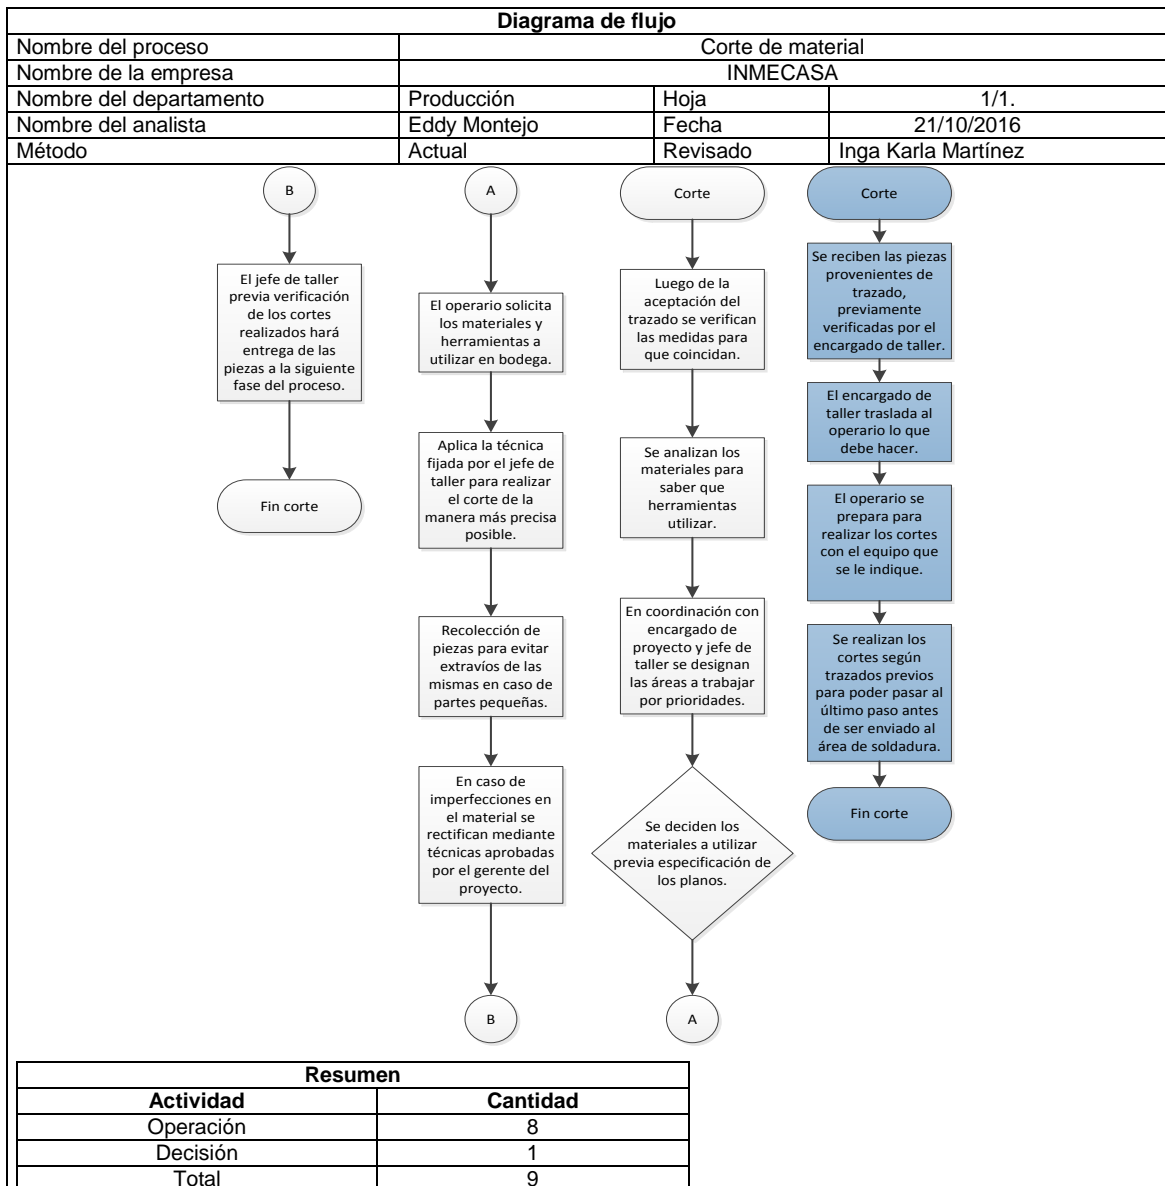 Diagrama de flujo
Nombre del proceso Corte de material
Nombre de la empresa INMECASA
Nombre del departamento Producción Hoja 1/1.
Nombre del analista Eddy Montejo Fecha 21/10/2016
Método Actual Revisado Inga Karla Martínez
B
El jefe de taller
previa verificación
de los cortes
realizados hará
entrega de las
piezas a la siguiente
fase del proceso.
Fin corte
A
El operario solicita
los materiales y
herramientas a
utilizar en bodega.
Aplica la técnica
fijada por el jefe de
taller para realizar
el corte de la
manera más precisa
posible.
Recolección de
piezas para evitar
extravíos de las
mismas en caso de
partes pequeñas.
En caso de
imperfecciones en
el material se
rectifican mediante
técnicas aprobadas
por el gerente del
proyecto.
B
Corte
Luego de la
aceptación del
trazado se verifican
las medidas para
que coincidan.
Se analizan los
materiales para
saber que
herramientas
utilizar.
En coordinación con
encargado de
proyecto y jefe de
taller se designan
las áreas a trabajar
por prioridades.
Se deciden los
materiales a utilizar
previa especificación de
los planos.
A
Corte
Se reciben las piezas
provenientes de
trazado,
previamente
verificadas por el
encargado de taller.
El encargado de
taller traslada al
operario lo que
debe hacer.
El operario se
prepara para
realizar los cortes
con el equipo que
se le indique.
Se realizan los
cortes según
trazados previos
para poder pasar al
último paso antes
de ser enviado al
área de soldadura.
Fin corte
Resumen
Actividad Cantidad
Operación 8
Decisión 1
Total 9